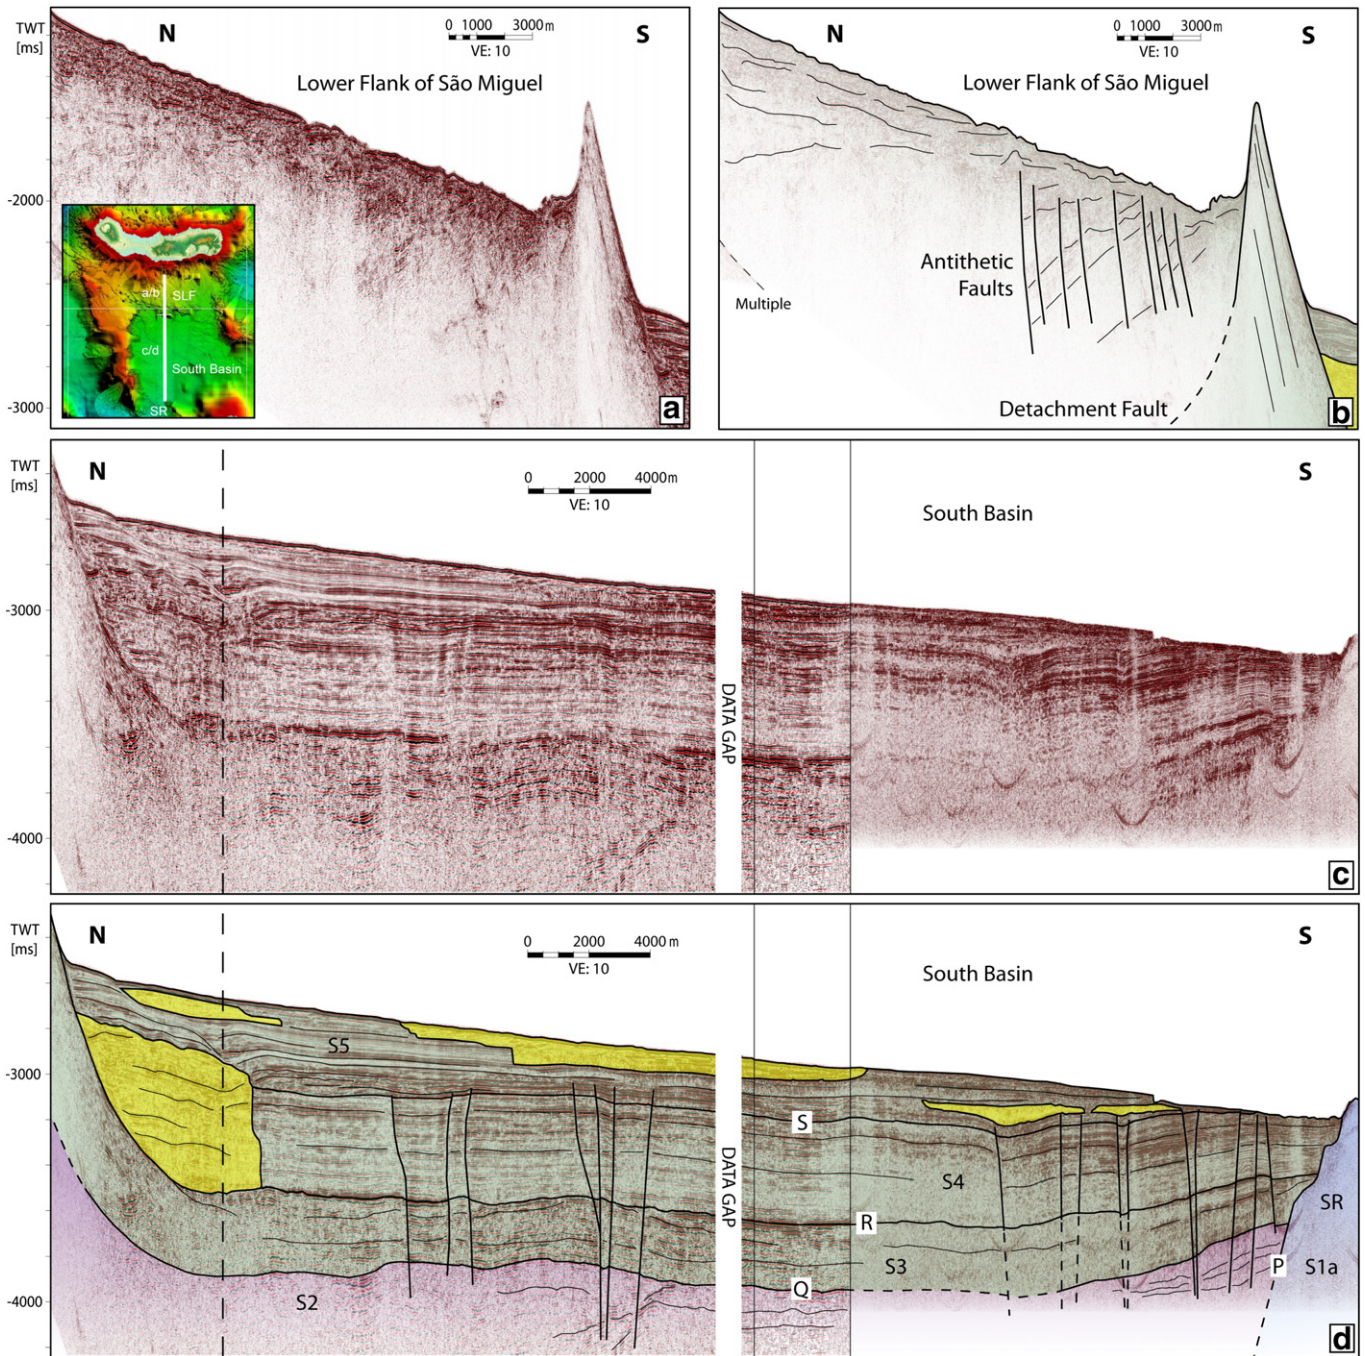 TWT
[ms]
N
0 1000 3000 m
VE: 10
S
Lower Flank of São Miguel
-2000
a/b
SLF
c/d
South Basin
SR
-3000
a
N
0 1000 3000 m
VE: 10
S
Lower Flank of São Miguel
Antithetic
Faults
Multiple
Detachment Fault
b
TWT
[ms]
N
0 2000 4000 m
VE: 10
S
South Basin
-3000
DATA GAP
-4000
c
TWT
[ms]
N
0 2000 4000 m
VE: 10
S
South Basin
S5
-3000
S
DATA GAP
S4
R
SR
S3
P
S1a
Q
S2
-4000
d